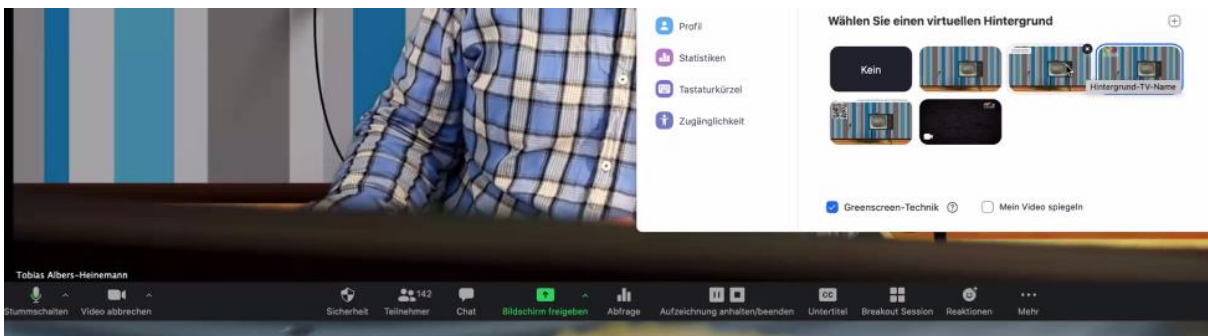 Profil
Statistiken
Tastaturkürzel
Zugänglichkeit
Wählen Sie einen virtuellen Hintergrund
Kein
Hintergrund-TV-Name
Greenscreen-Technik
Mein Video spiegeln
Tobias Albers-Heinemann
Stummschalten Video abbrechen Sicherheit Teilnehmer 142 Chat Bildschirm freigeben Abfrage Aufzeichnung anhalten/beenden CC Untertitel Breakout Session Reaktionen Mehr